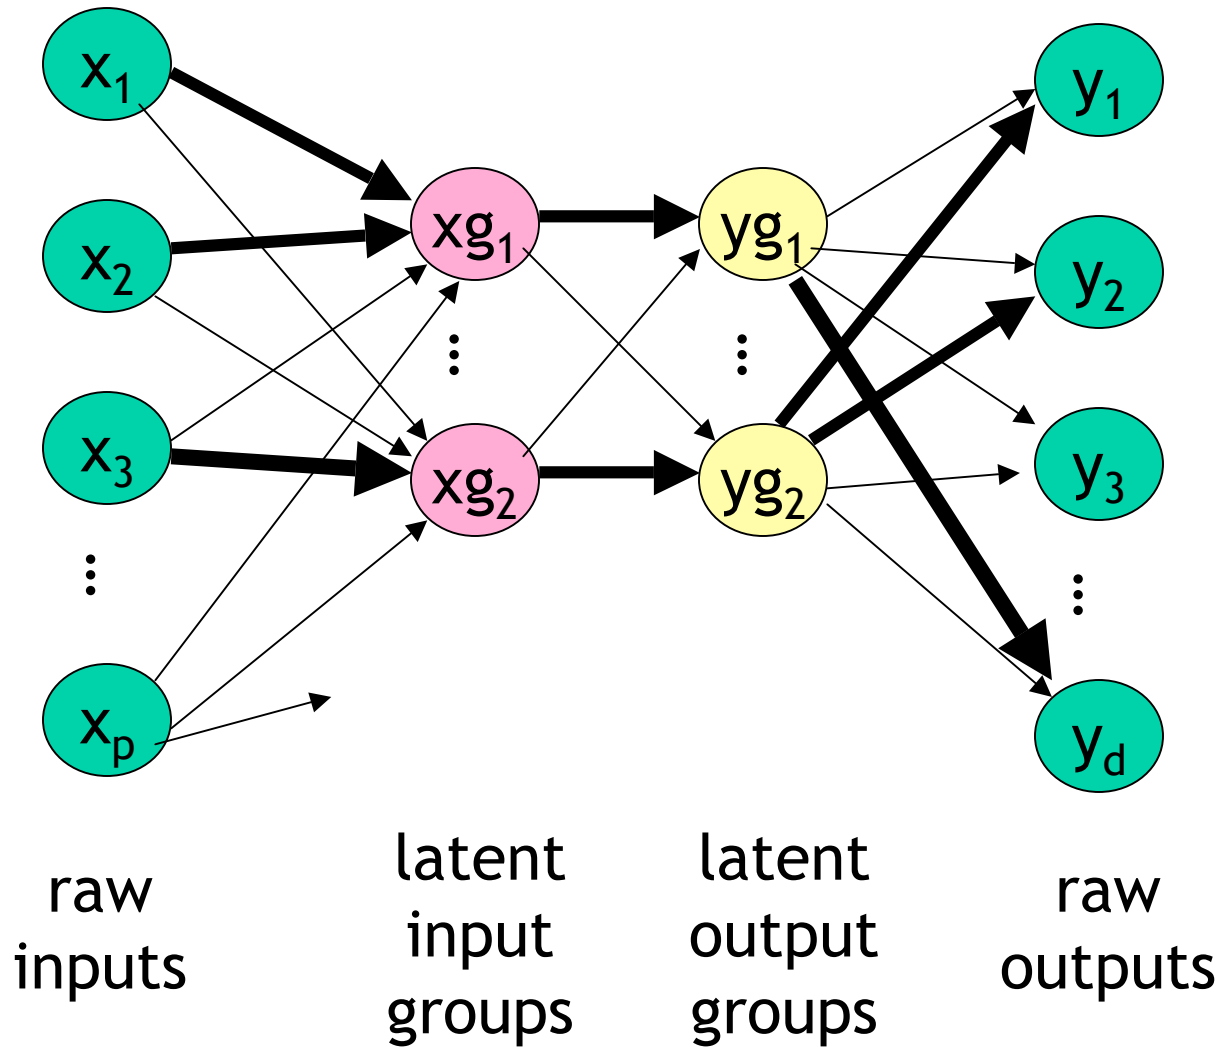 x1
x2
x3
⋮
xp
xg1
⋮
xg2
yg1
⋮
yg2
y1
y2
y3
⋮
yd
raw
inputs
latent
input
groups
latent
output
groups
raw
outputs